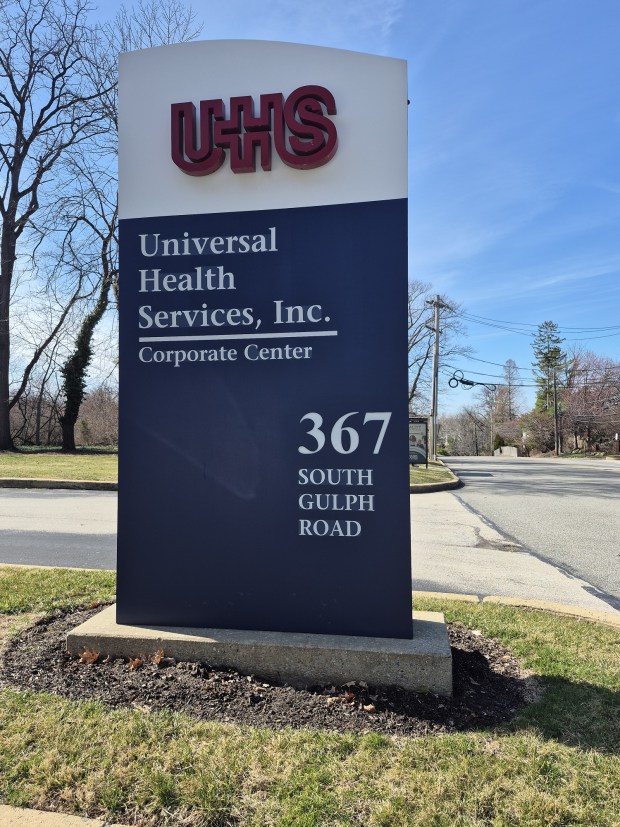 UHS
Universal
Health
Services, Inc.
Corporate Center
367
SOUTH
GULPH
ROAD